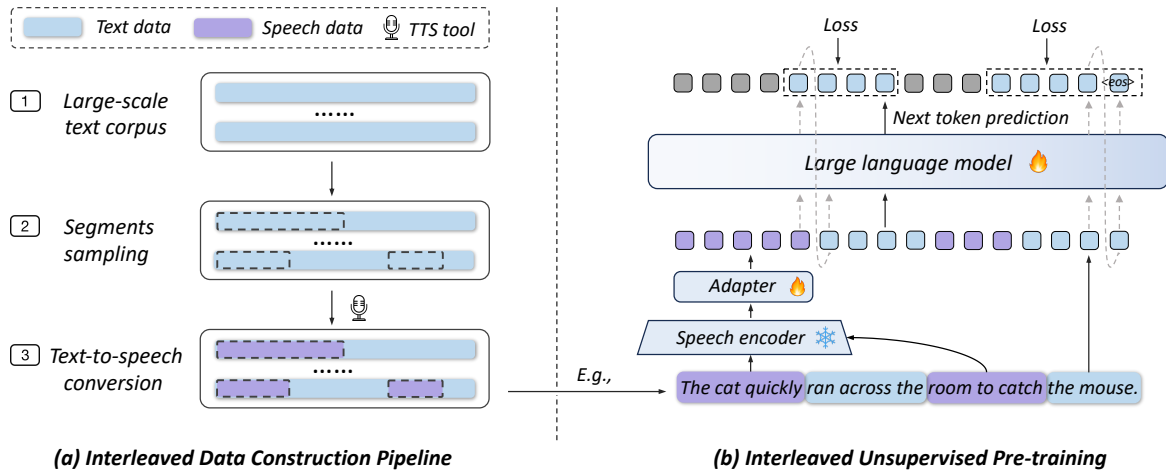 Text data
Speech data
TTS tool
1
Large-scale
text corpus
......
2
Segments
sampling
......
3
Text-to-speech
conversion
......
E.g.,
(a) Interleaved Data Construction Pipeline
Loss
Loss
<eos>
Next token prediction
Large language model
Adapter
Speech encoder
The cat quickly ran across the room to catch the mouse.
(b) Interleaved Unsupervised Pre-training